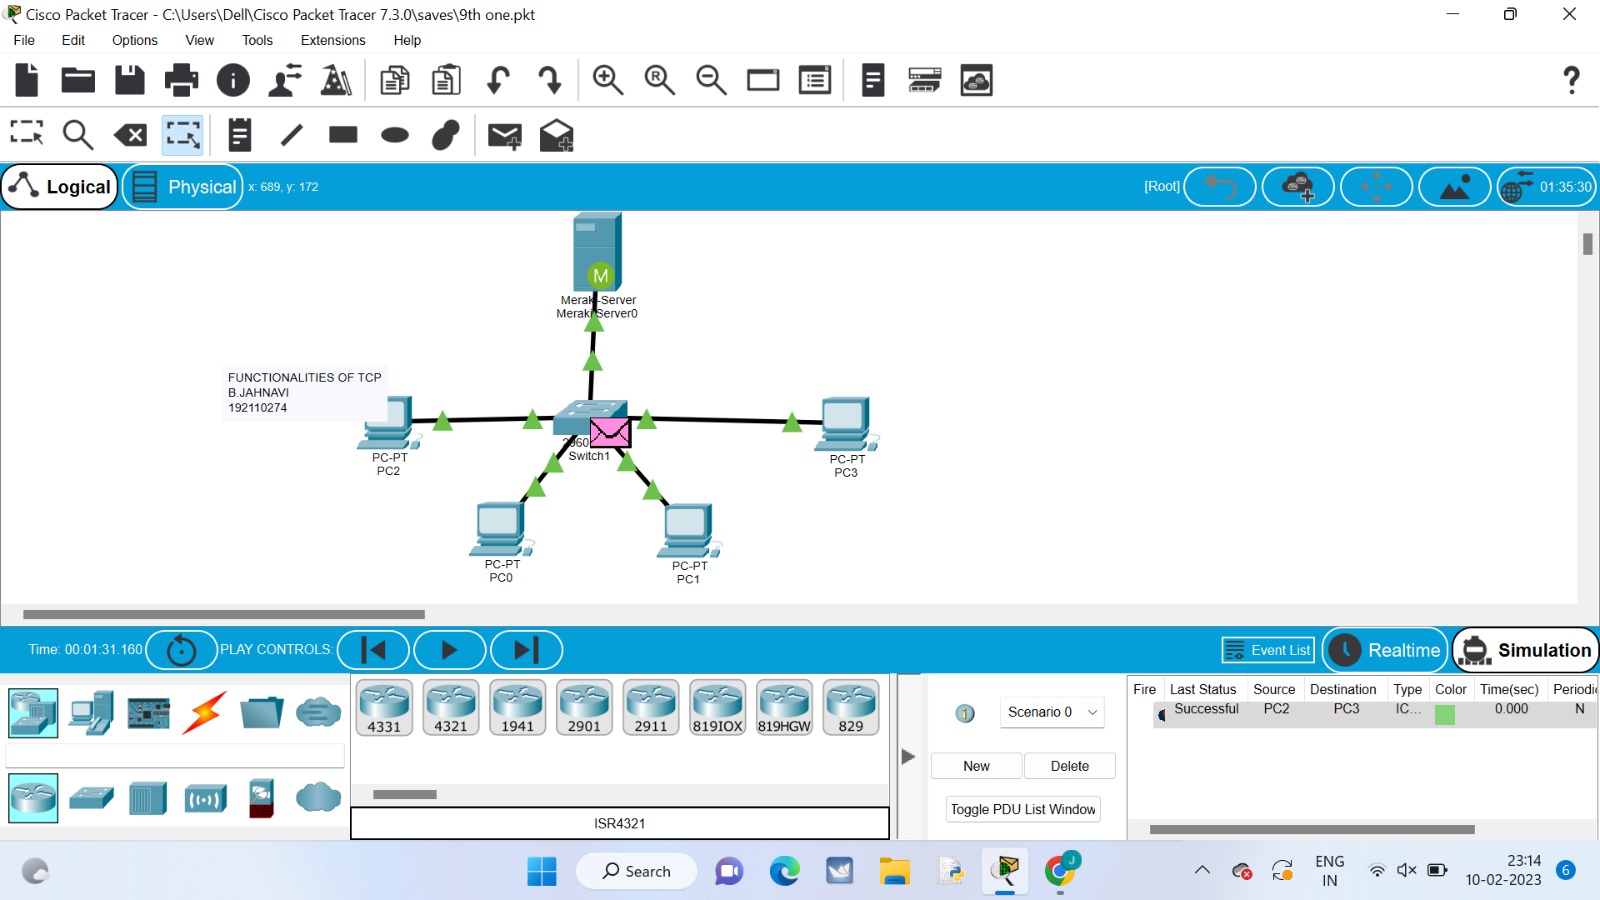 Cisco Packet Tracer - C:\Users\Dell\Cisco Packet Tracer 7.3.0\saves\9th one.pkt
File Edit Options View Tools Extensions Help
Logical Physical x: 689, y: 172 [Root] 01:35:30
M
Meraki-Server
Meraki Server0
FUNCTIONALITIES OF TCP
B.JAHNAVI
192110274
PC-PT
PC2
Switch1
PC-PT
PC3
PC-PT
PC0
PC-PT
PC1
Time: 00:01:31.160 PLAY CONTROLS: Event List Realtime Simulation
4331 4321 1941 2901 2911 819IOX 819HGW 829
ISR4321
Scenario 0
New Delete
Toggle PDU List Window
Fire Last Status Source Destination Type Color Time(sec) Periodi
Successful PC2 PC3 IC... 0.000 N
Search
ENG
IN
23:14
10-02-2023
6
J